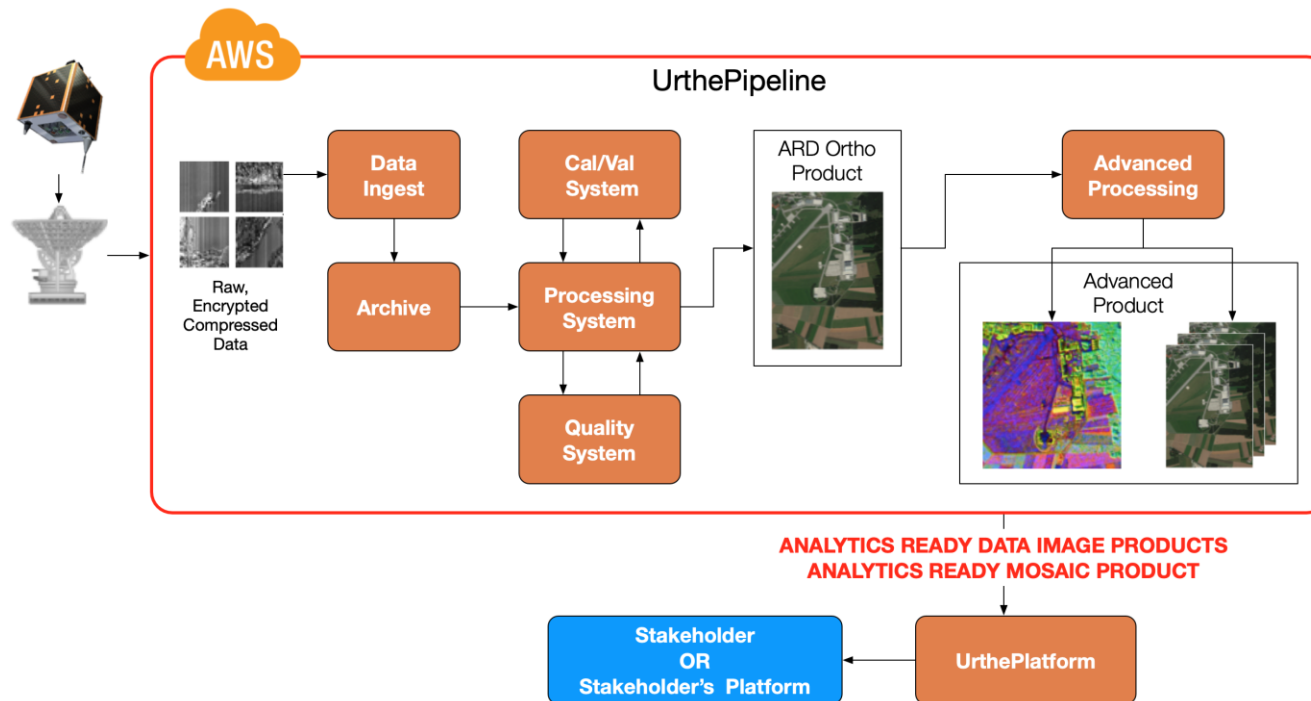 AWS
UrthePipeline
Raw,
Encrypted
Compressed
Data
Data
Ingest
Archive
Cal/Val
System
Processing
System
Quality
System
ARD Ortho
Product
Advanced
Processing
Advanced
Product
ANALYTICS READY DATA IMAGE PRODUCTS
ANALYTICS READY MOSAIC PRODUCT
UrthePlatform
Stakeholder
OR
Stakeholder's Platform